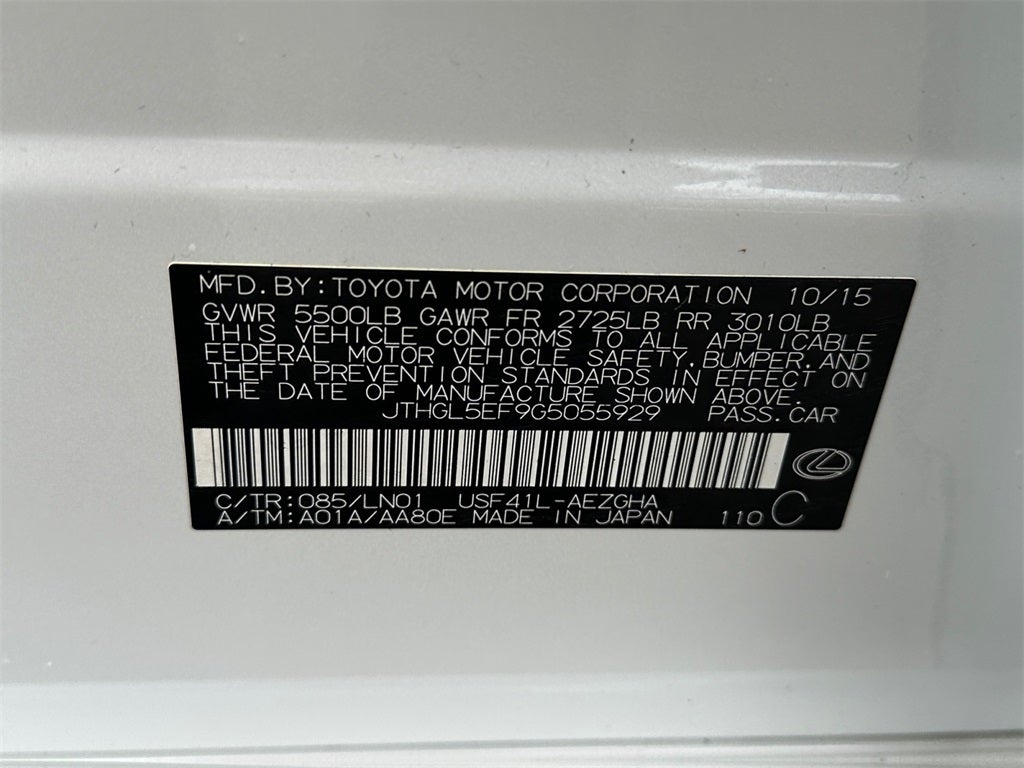 MFD.BY:TOYOTA MOTOR CORPORATION 10/15
GVWR 5500LB GAWR FR 2725LB RR 3010LB
THIS VEHICLE CONFORMS TO ALL APPLICABLE
FEDERAL MOTOR VEHICLE SAFETY,BUMPER,AND
THEFT PREVENTION STANDARDS IN EFFECT ON
THE DATE OF MANUFACTURE SHOWN ABOVE.
JTHGL5EF9G5055929 PASS.CAR
C/TR:085/LN01 USF41L-AEZGHA
A/TM:A01A/AA80E MADE IN JAPAN 110 C